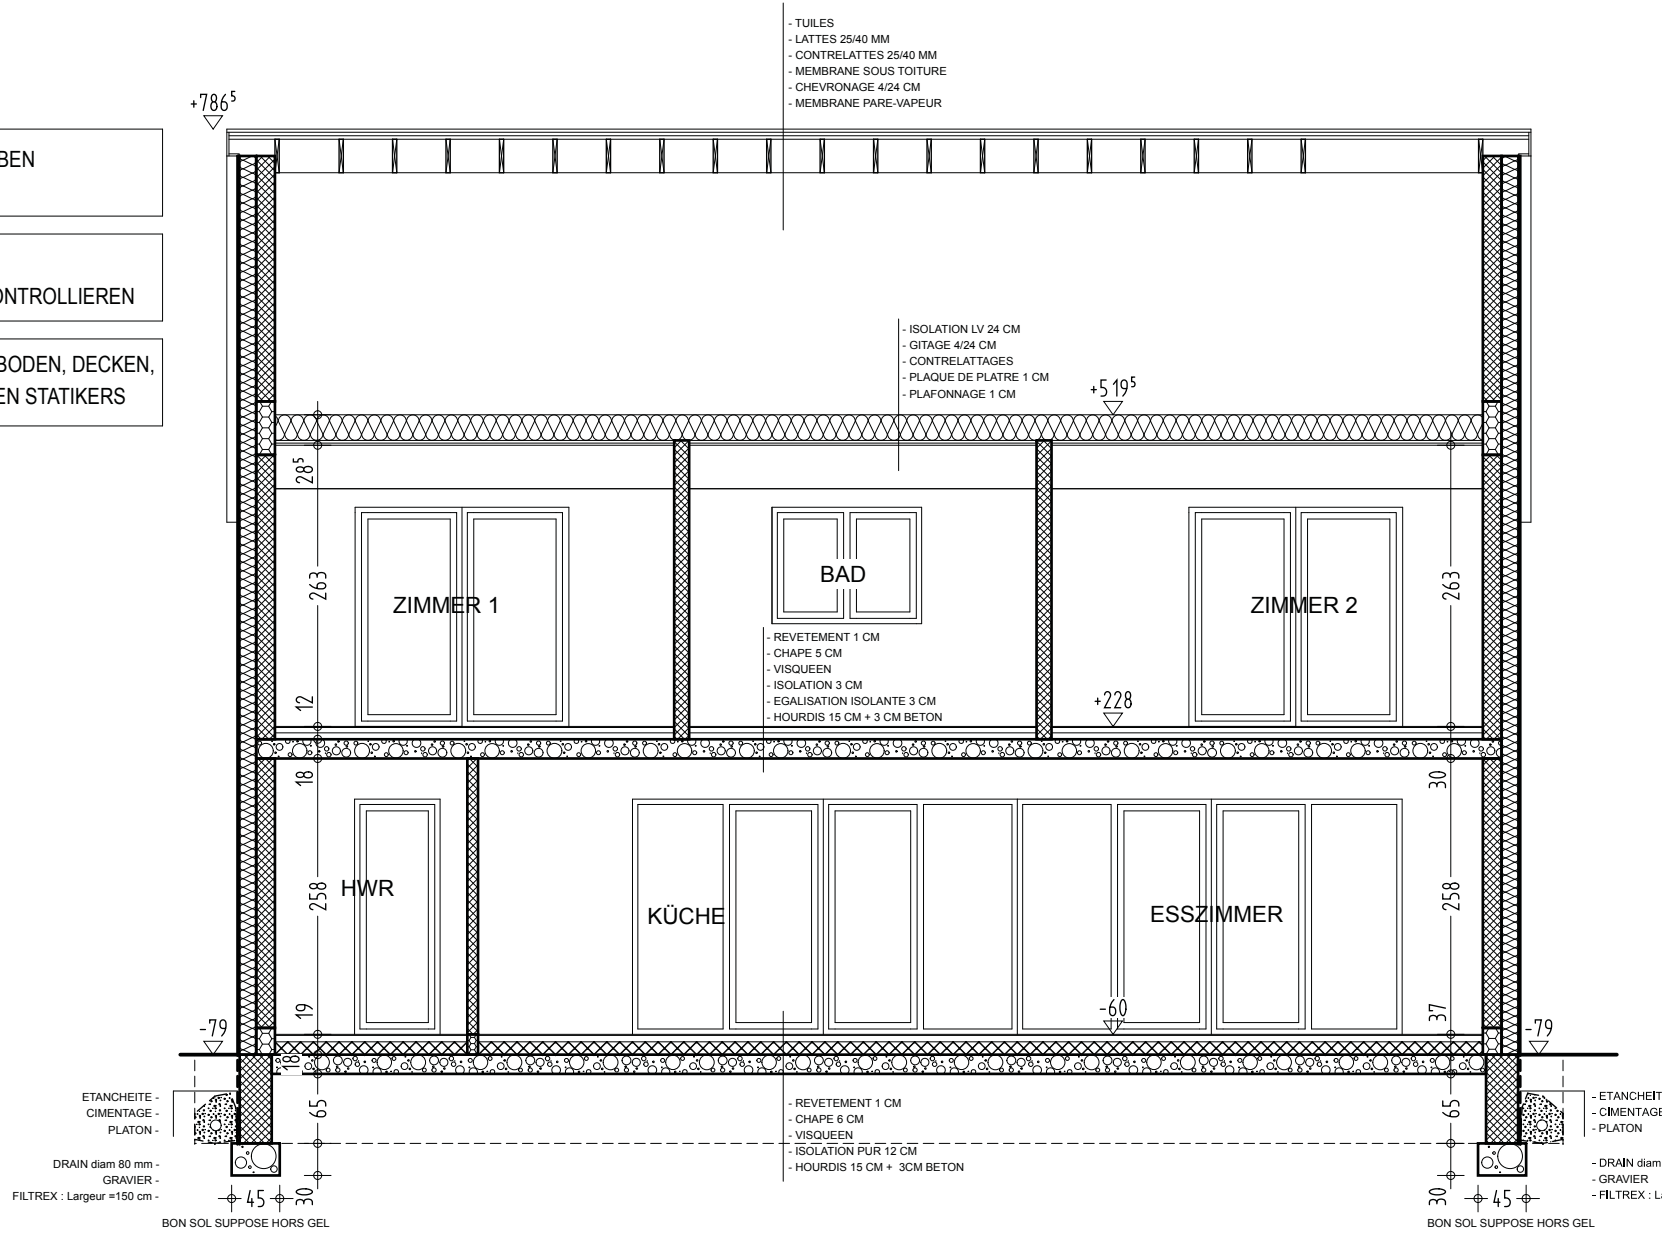 - TUILES
- LATTES 25/40 MM
- CONTRELATTES 25/40 MM
- MEMBRANE SOUS TOITURE
- CHEVRONAGE 4/24 CM
- MEMBRANE PARE-VAPEUR
+786⁵
BEN
ONTROLLIEREN
BODEN, DECKEN,
EN STATIKERS
- ISOLATION LV 24 CM
- GITAGE 4/24 CM
- CONTRELATTAGES
- PLAQUE DE PLATRE 1 CM
- PLAFONNAGE 1 CM
+519⁵
28⁵
263
ZIMMER 1
BAD
ZIMMER 2
263
- REVETEMENT 1 CM
- CHAPE 5 CM
- VISQUEEN
- ISOLATION 3 CM
- EGALISATION ISOLANTE 3 CM
- HOURDIS 15 CM + 3 CM BETON
12
+228
18
30
258
HWR
KÜCHE
ESSZIMMER
258
19
-60
37
-79
-79
18
65
65
ETANCHEITE -
CIMENTAGE -
PLATON -
DRAIN diam 80 mm -
GRAVIER -
FILTREX : Largeur =150 cm -
- REVETEMENT 1 CM
- CHAPE 6 CM
- VISQUEEN
- ISOLATION PUR 12 CM
- HOURDIS 15 CM + 3CM BETON
- ETANCHEIT
- CIMENTAGE
- PLATON
- DRAIN diam
- GRAVIER
- FILTREX : La
45
30
30
45
BON SOL SUPPOSE HORS GEL
BON SOL SUPPOSE HORS GEL